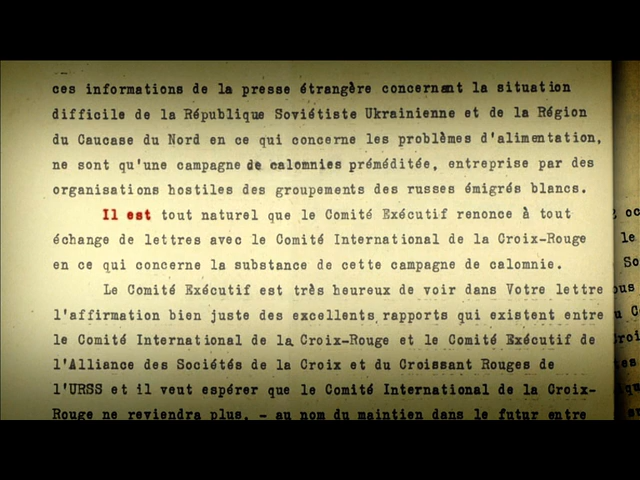 ces informations de la presse étrangère concernant la situation
difficile de la République Soviétiste Ukrainienne et de la Région
du Caucase du Nord en ce qui concerne les problèmes d'alimentation,
ne sont qu'une campagne de calomnies préméditée, entreprise par des
organisations hostiles des groupements des russes émigrés blancs.
Il est tout naturel que le Comité Exécutif renonce à tout
échange de lettres avec le Comité International de la Croix-Rouge
en ce qui concerne la substance de cette campagne de calomnie.
Le Comité Exécutif est très heureux de voir dans Votre lettre
l'affirmation bien juste des excellents rapports qui existent entre
le Comité International de la Croix-Rouge et le Comité Exécutif de
l'Alliance des Sociétés de la Croix et du Croissant Rouges de
l'URSS et il veut espérer que le Comité International de la Croix-
Rouge ne reviendra plus, - au nom du maintien dans le futur entre
le